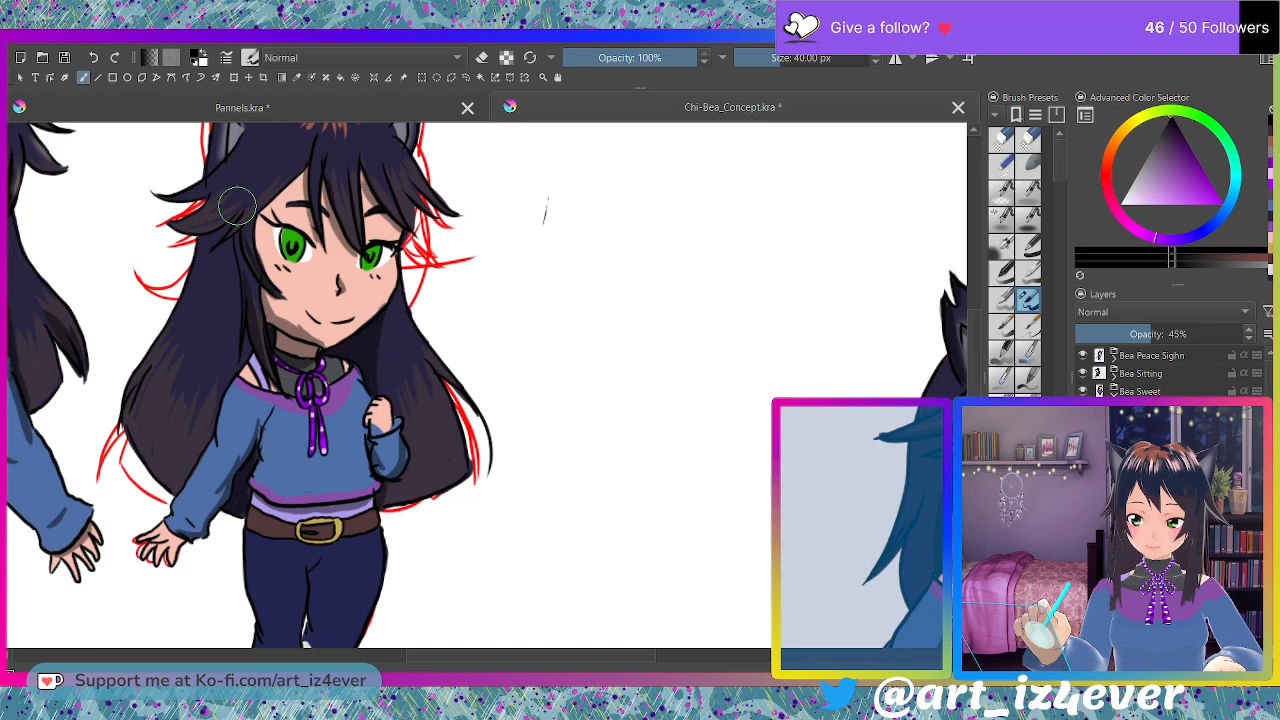 Give a follow?
46 / 50 Followers
Normal
Opacity: 100%
Size: 40.00 px
Pannels.kra *
Chi-Bea_Concept.kra *
Brush Presets
Advanced Color Selector
Layers
Normal
Opacity: 45%
Bea Peace Sighn
Bea Sitting
Bea Sweet
Support me at Ko-fi.com/art_iz4ever
@art_iz4ever